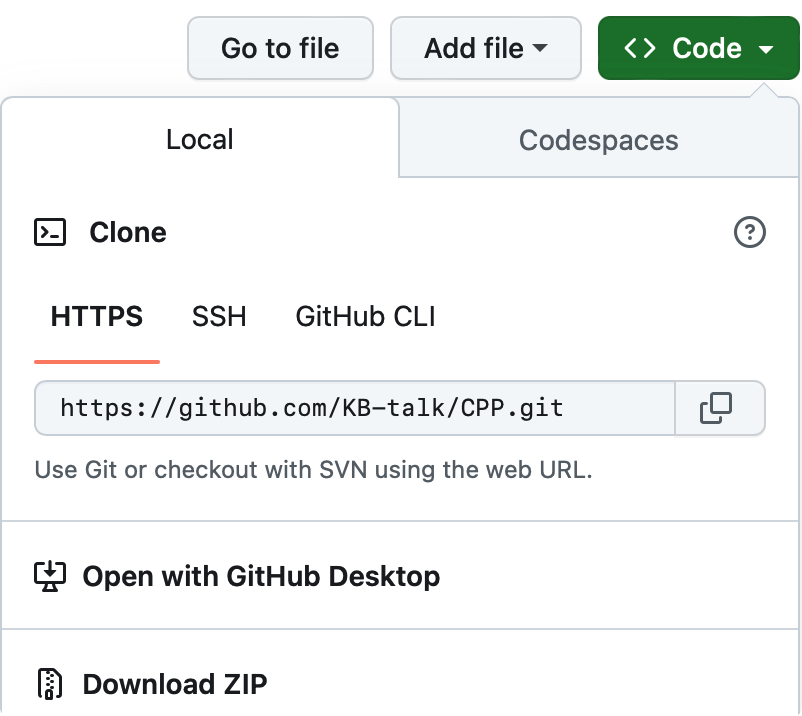 Go to file Add file Code
Local Codespaces
Clone
HTTPS SSH GitHub CLI
https://github.com/KB-talk/CPP.git
Use Git or checkout with SVN using the web URL.
Open with GitHub Desktop
Download ZIP